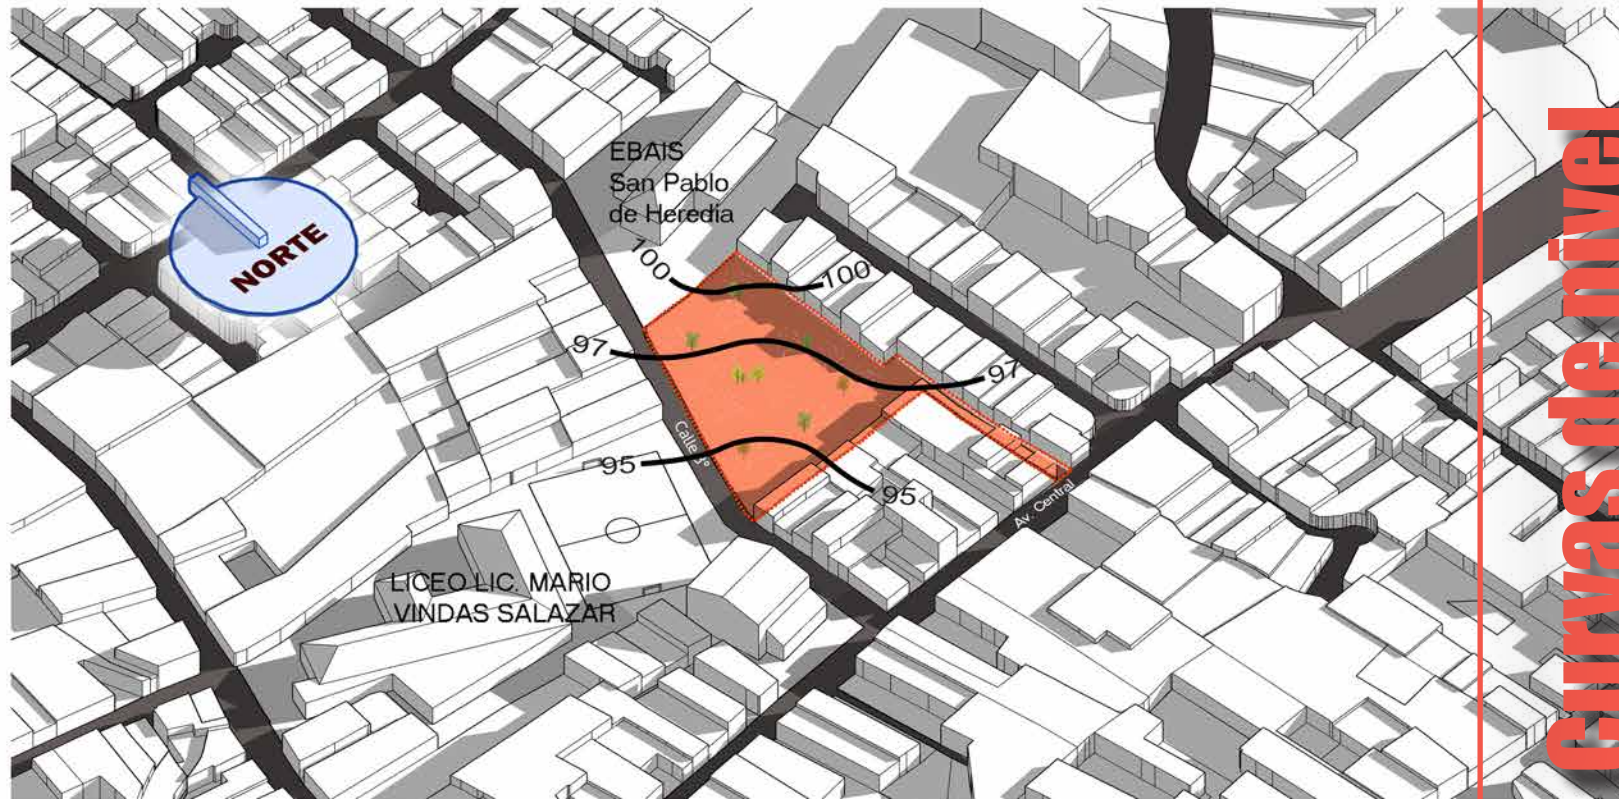 EBAIS
San Pablo
de Heredia
NORTE
100
100
97
97
Calle 3°
95
95
Av. Central
LICEO LIC. MARIO
VINDAS SALAZAR
curvas de nivel